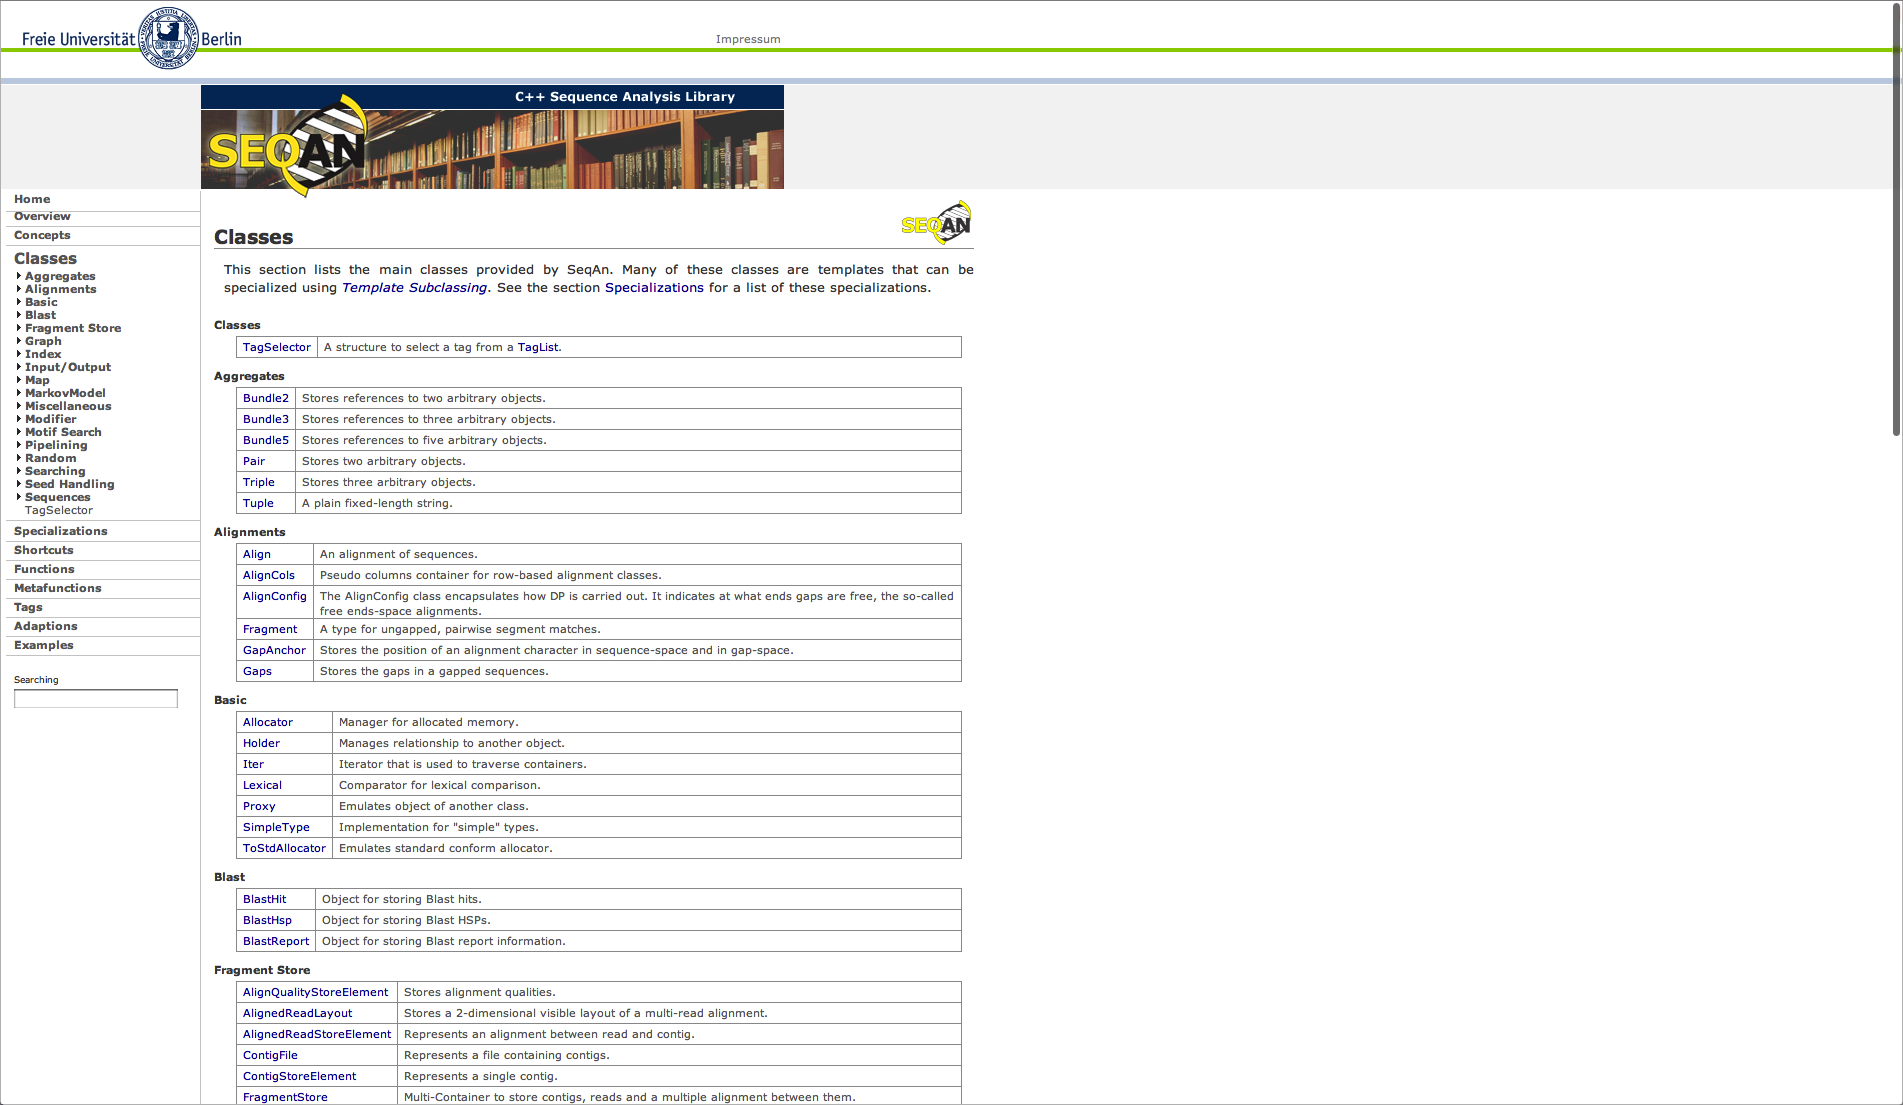 Freie Universität Berlin
Impressum
C++ Sequence Analysis Library
SEQAN
Home
Overview
Concepts
Classes
Aggregates
Alignments
Basic
Blast
Fragment Store
Graph
Index
Input/Output
Map
MarkovModel
Miscellaneous
Modifier
Motif Search
Pipelining
Random
Searching
Seed Handling
Sequences
TagSelector
Specializations
Shortcuts
Functions
Metafunctions
Tags
Adaptions
Examples
Searching
SEQAN
Classes
This section lists the main classes provided by SeqAn. Many of these classes are templates that can be
specialized using Template Subclassing. See the section Specializations for a list of these specializations.
Classes
TagSelector A structure to select a tag from a TagList.
Aggregates
Bundle2 Stores references to two arbitrary objects.
Bundle3 Stores references to three arbitrary objects.
Bundle5 Stores references to five arbitrary objects.
Pair Stores two arbitrary objects.
Triple Stores three arbitrary objects.
Tuple A plain fixed-length string.
Alignments
Align An alignment of sequences.
AlignCols Pseudo columns container for row-based alignment classes.
AlignConfig The AlignConfig class encapsulates how DP is carried out. It indicates at what ends gaps are free, the so-called
free ends-space alignments.
Fragment A type for ungapped, pairwise segment matches.
GapAnchor Stores the position of an alignment character in sequence-space and in gap-space.
Gaps Stores the gaps in a gapped sequences.
Basic
Allocator Manager for allocated memory.
Holder Manages relationship to another object.
Iter Iterator that is used to traverse containers.
Lexical Comparator for lexical comparison.
Proxy Emulates object of another class.
SimpleType Implementation for "simple" types.
ToStdAllocator Emulates standard conform allocator.
Blast
BlastHit Object for storing Blast hits.
BlastHsp Object for storing Blast HSPs.
BlastReport Object for storing Blast report information.
Fragment Store
AlignQualityStoreElement Stores alignment qualities.
AlignedReadLayout Stores a 2-dimensional visible layout of a multi-read alignment.
AlignedReadStoreElement Represents an alignment between read and contig.
ContigFile Represents a file containing contigs.
ContigStoreElement Represents a single contig.
FragmentStore Multi-Container to store contigs, reads and a multiple alignment between them.